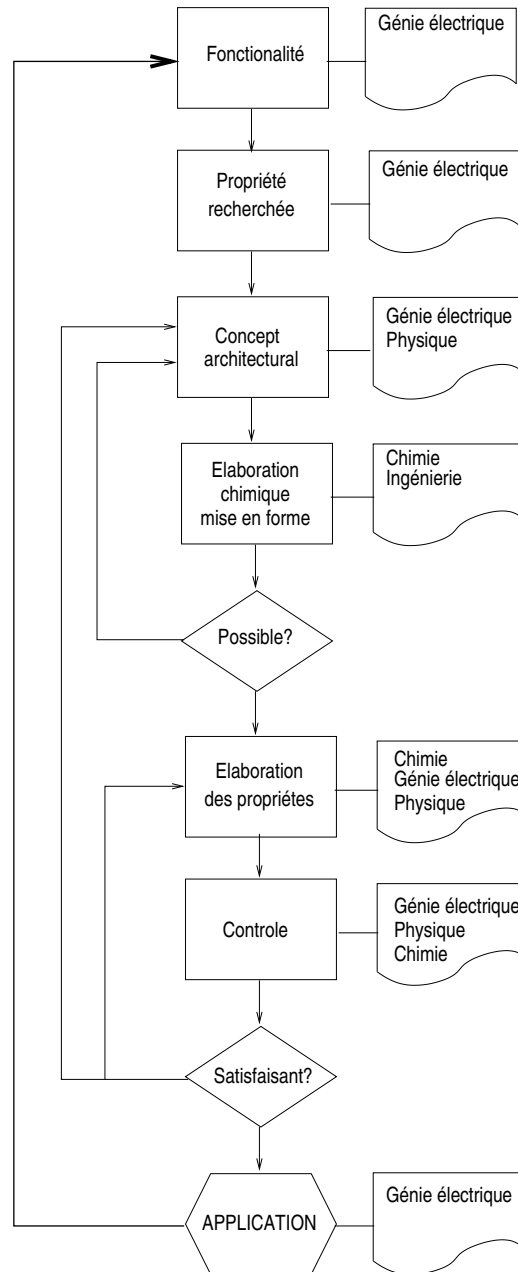 Fonctionalité
Génie électrique
Propriété
recherchée
Génie électrique
Concept
architectural
Génie électrique
Physique
Elaboration
chimique
mise en forme
Chimie
Ingénierie
Possible?
Elaboration
des propriétes
Chimie
Génie électrique
Physique
Controle
Génie électrique
Physique
Chimie
Satisfaisant?
APPLICATION
Génie électrique